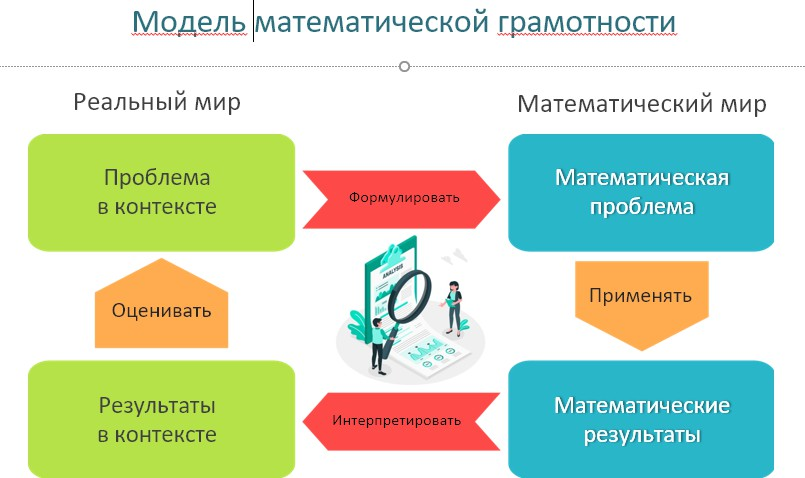 Модель математической грамотности
Реальный мир
Математический мир
Проблема
в контексте
Формулировать
Математическая
проблема
ANALYSIS
Оценивать
Применять
Результаты
в контексте
Интерпретировать
Математические
результаты